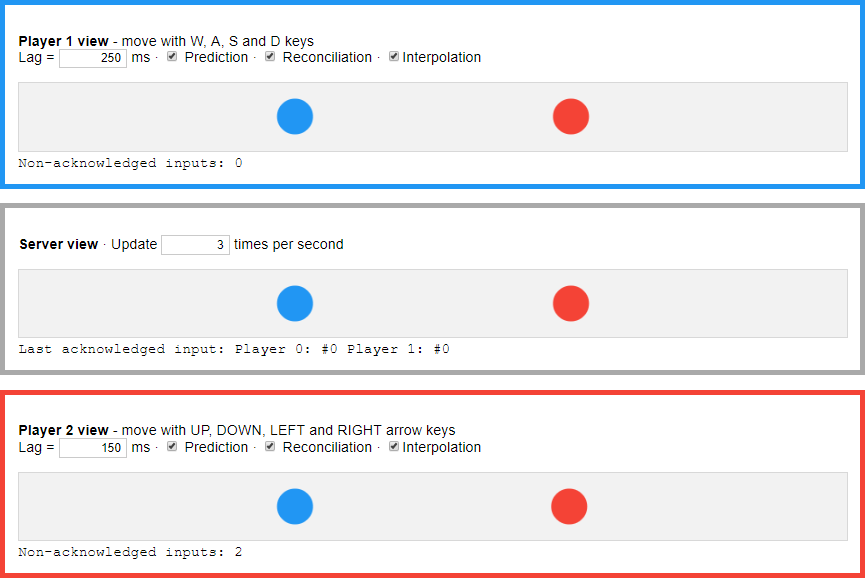 Player 1 view - move with W, A, S and D keys
Lag = 250 ms · Prediction · Reconciliation · Interpolation
Non-acknowledged inputs: 0
Server view · Update 3 times per second
Last acknowledged input: Player 0: #0 Player 1: #0
Player 2 view - move with UP, DOWN, LEFT and RIGHT arrow keys
Lag = 150 ms · Prediction · Reconciliation · Interpolation
Non-acknowledged inputs: 2